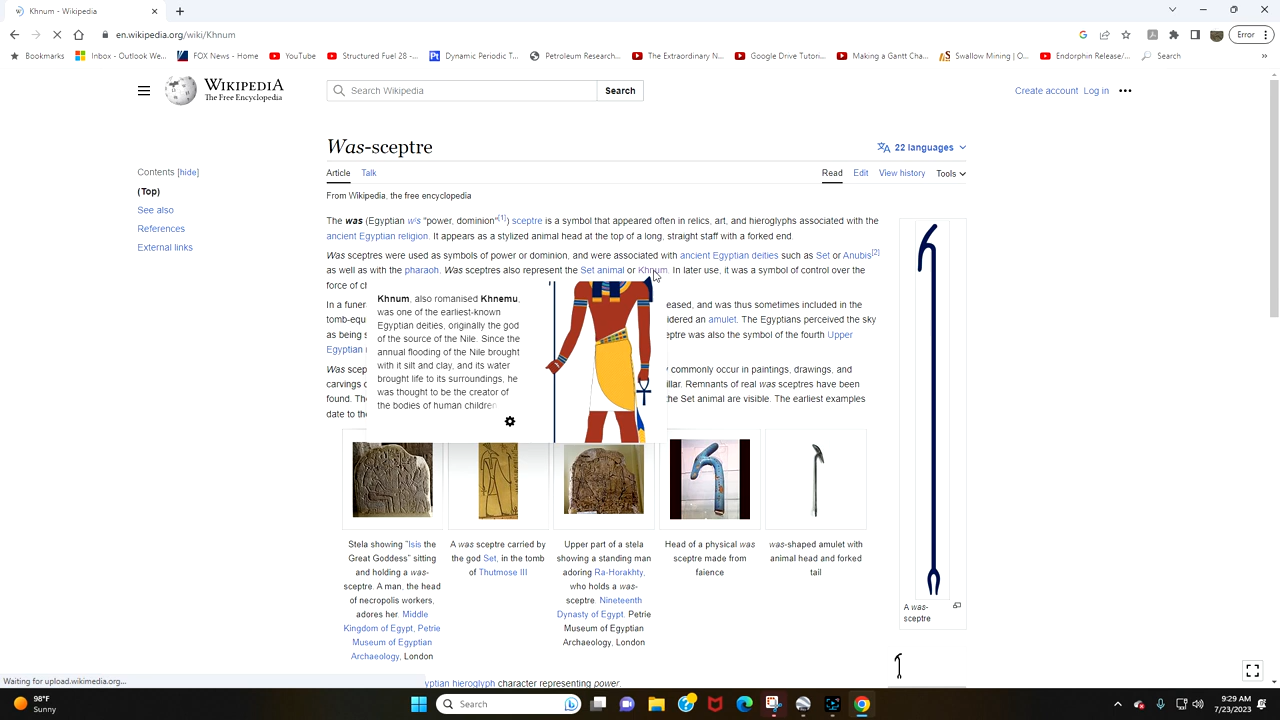 Khnum - Wikipedia
en.wikipedia.org/wiki/Khnum
Error
Bookmarks
Inbox - Outlook We...
FOX News - Home
YouTube
Structured Fuel 28 -...
Dynamic Periodic T...
Petroleum Research...
The Extraordinary N...
Google Drive Tutori...
Making a Gantt Cha...
Swallow Mining | O...
Endorphin Release/...
Search
»
WIKIPEDIA
The Free Encyclopedia
Search Wikipedia
Search
Create account Log in
Was-sceptre
22 languages
Contents [hide]
(Top)
See also
References
External links
Article Talk
Read Edit View history Tools
From Wikipedia, the free encyclopedia
The was (Egyptian wꜣs "power, dominion"[1]) sceptre is a symbol that appeared often in relics, art, and hieroglyphs associated with the
ancient Egyptian religion. It appears as a stylized animal head at the top of a long, straight staff with a forked end.
Was sceptres were used as symbols of power or dominion, and were associated with ancient Egyptian deities such as Set or Anubis[2]
as well as with the pharaoh. Was sceptres also represent the Set animal or Khnum. In later use, it was a symbol of control over the
force of
In a funer
eased, and was thus sometimes included in the
tomb-equ
idered an amulet. The Egyptians perceived the sky
as being s
eptre was also the symbol of the fourth Upper
Egyptian
Was scep
y commonly occur in paintings, drawings, and
carvings
illar. Remnants of real was sceptres have been
found. Th
the Set animal are visible. The earliest examples
date to th
Khnum, also romanised Khnemu,
was one of the earliest-known
Egyptian deities, originally the god
of the source of the Nile. Since the
annual flooding of the Nile brought
with it silt and clay, and its water
brought life to its surroundings, he
was thought to be the creator of
the bodies of human children
Stela showing "Isis the
Great Goddess" sitting
and holding a was-
sceptre. A man, the head
of necropolis workers,
adores her. Middle
Kingdom of Egypt, Petrie
Museum of Egyptian
Archaeology, London
A was sceptre carried by
the god Set, in the tomb
of Thutmose III
Upper part of a stela
showing a standing man
adoring Ra-Horakhty,
who holds a was-
sceptre. Nineteenth
Dynasty of Egypt. Petrie
Museum of Egyptian
Archaeology, London
Head of a physical was
sceptre made from
faience
was-shaped amulet with
animal head and forked
tail
A was-
sceptre
yptian hieroglyph character representing power.
Waiting for upload.wikimedia.org...
98°F
Sunny
Search
9:29 AM
7/23/2023